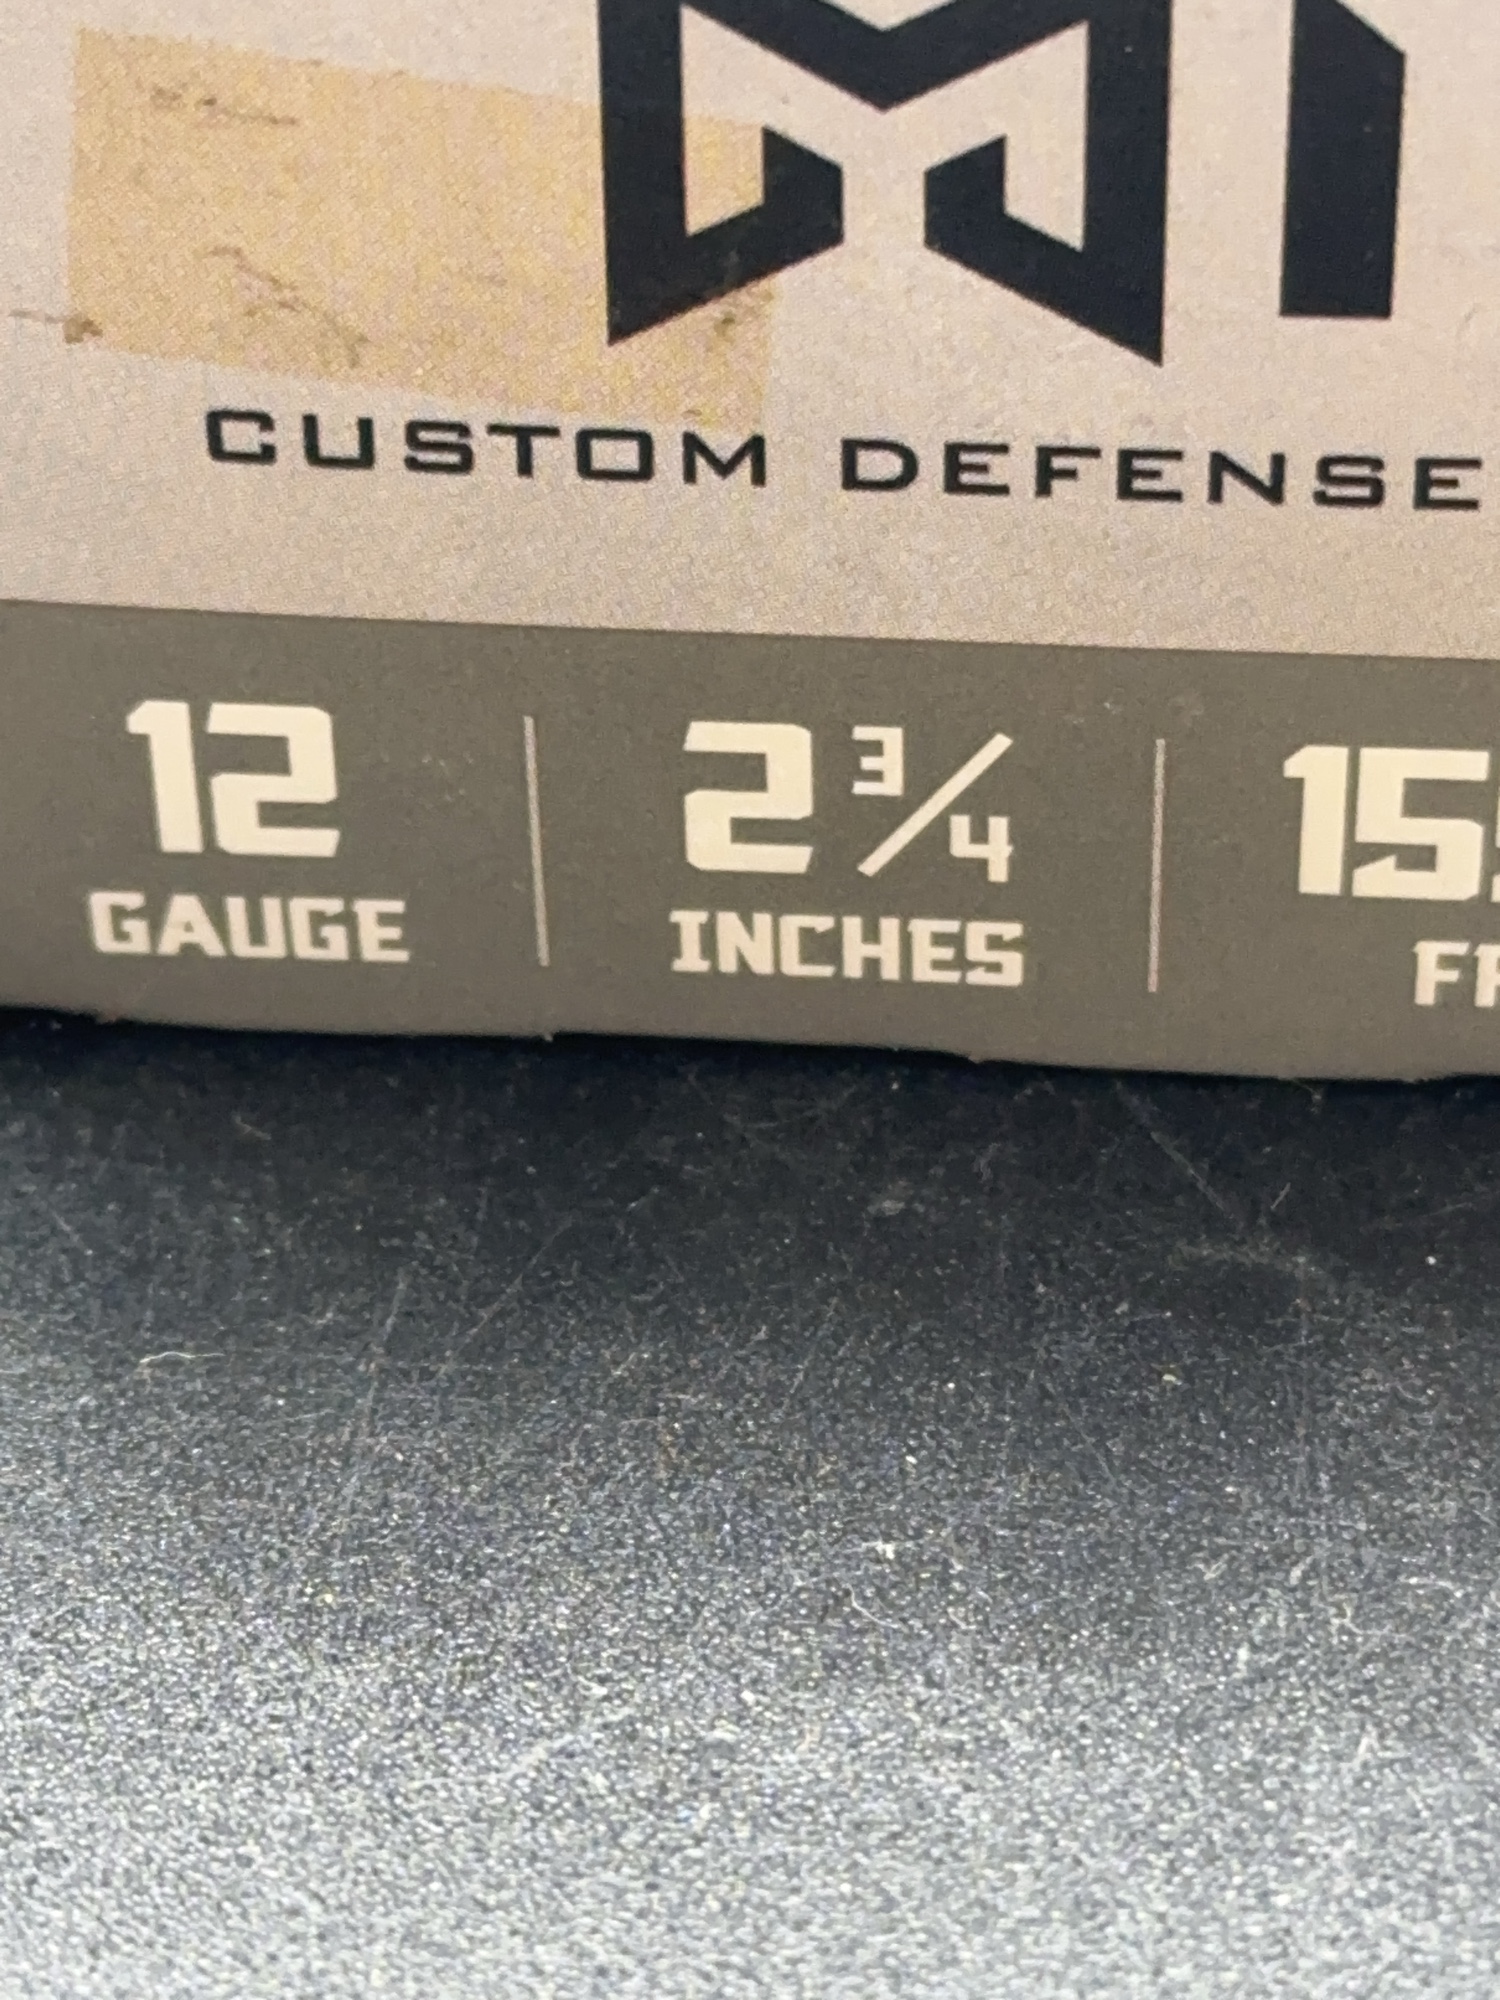 CUSTOM DEFENSE
12
GAUGE
2 3/4
INCHES